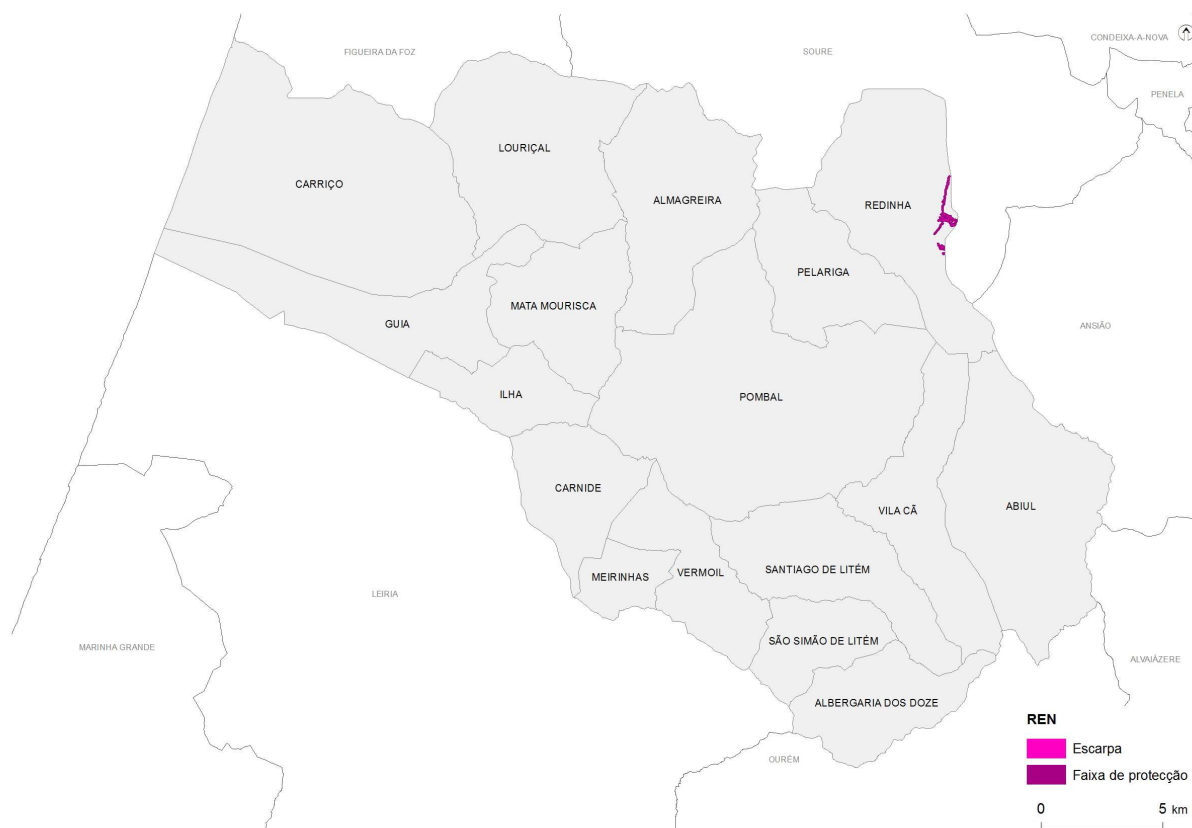 FIGUEIRA DA FOZ
SOURE
CONDEIXA-A-NOVA
PENELA
LOURIÇAL
CARRIÇO
ALMAGREIRA
REDINHA
PELARIGA
MATA MOURISCA
GUIA
ANSIÃO
ILHA
POMBAL
CARNIDE
VILA CÃ
ABIUL
MEIRINHAS
VERMOIL
SANTIAGO DE LITÉM
LEIRIA
MARINHA GRANDE
SÃO SIMÃO DE LITÉM
ALVAIÁZERE
ALBERGARIA DOS DOZE
OURÉM
REN
Escarpa
Faixa de protecção
0 5 km